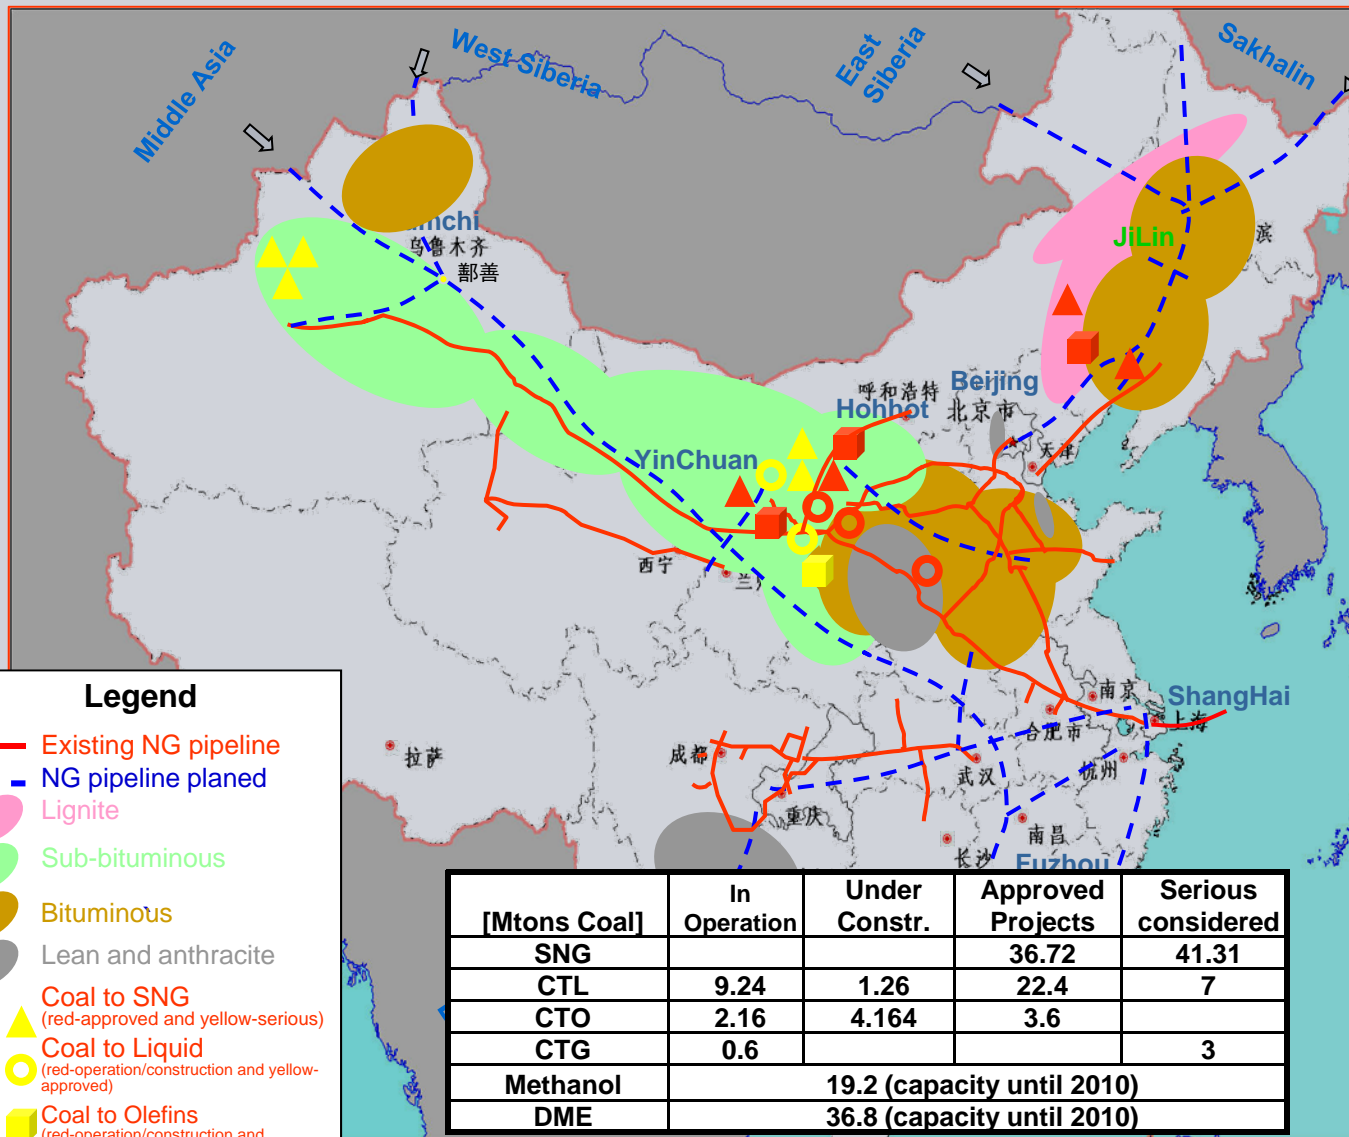 Middle Asia
West Siberia
East
Siberia
Sakhalin
乌鲁木齐
鄯善
JiLin
滨
呼和浩特
Hohhot
Beijing
北京市
天津
YinChuan
西宁
兰
南京
ShangHai
上海
合肥市
杭州
成都
武汉
重庆
南昌
长沙
Fuzhou
拉萨
Legend
Existing NG pipeline
NG pipeline planed
Lignite
Sub-bituminous
Bituminous
Lean and anthracite
Coal to SNG
(red-approved and yellow-serious)
Coal to Liquid
(red-operation/construction and yellow-
approved)
Coal to Olefins
(red-operation/construction and
[Mtons Coal] In Operation Under Constr. Approved Projects Serious considered
SNG 36.72 41.31
CTL 9.24 1.26 22.4 7
CTO 2.16 4.164 3.6
CTG 0.6 3
Methanol 19.2 (capacity until 2010)
DME 36.8 (capacity until 2010)